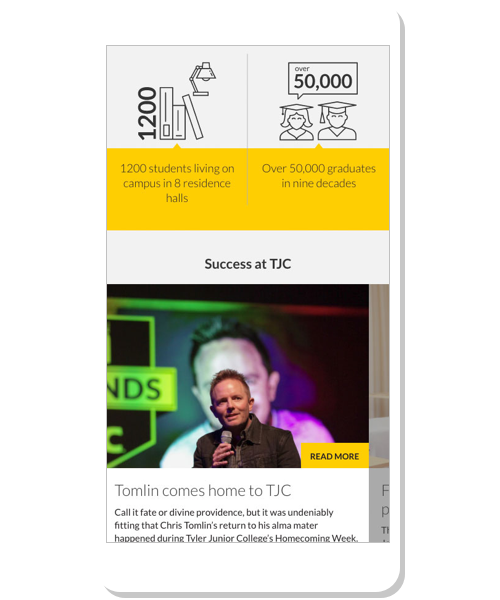 1200
over
50,000
1200 students living on
campus in 8 residence
halls
Over 50,000 graduates
in nine decades
Success at TJC
NDS
C
READ MORE
Tomlin comes home to TJC
Call it fate or divine providence, but it was undeniably
fitting that Chris Tomlin's return to his alma mater
happened during Tyler Junior College's Homecoming Week.
F
p